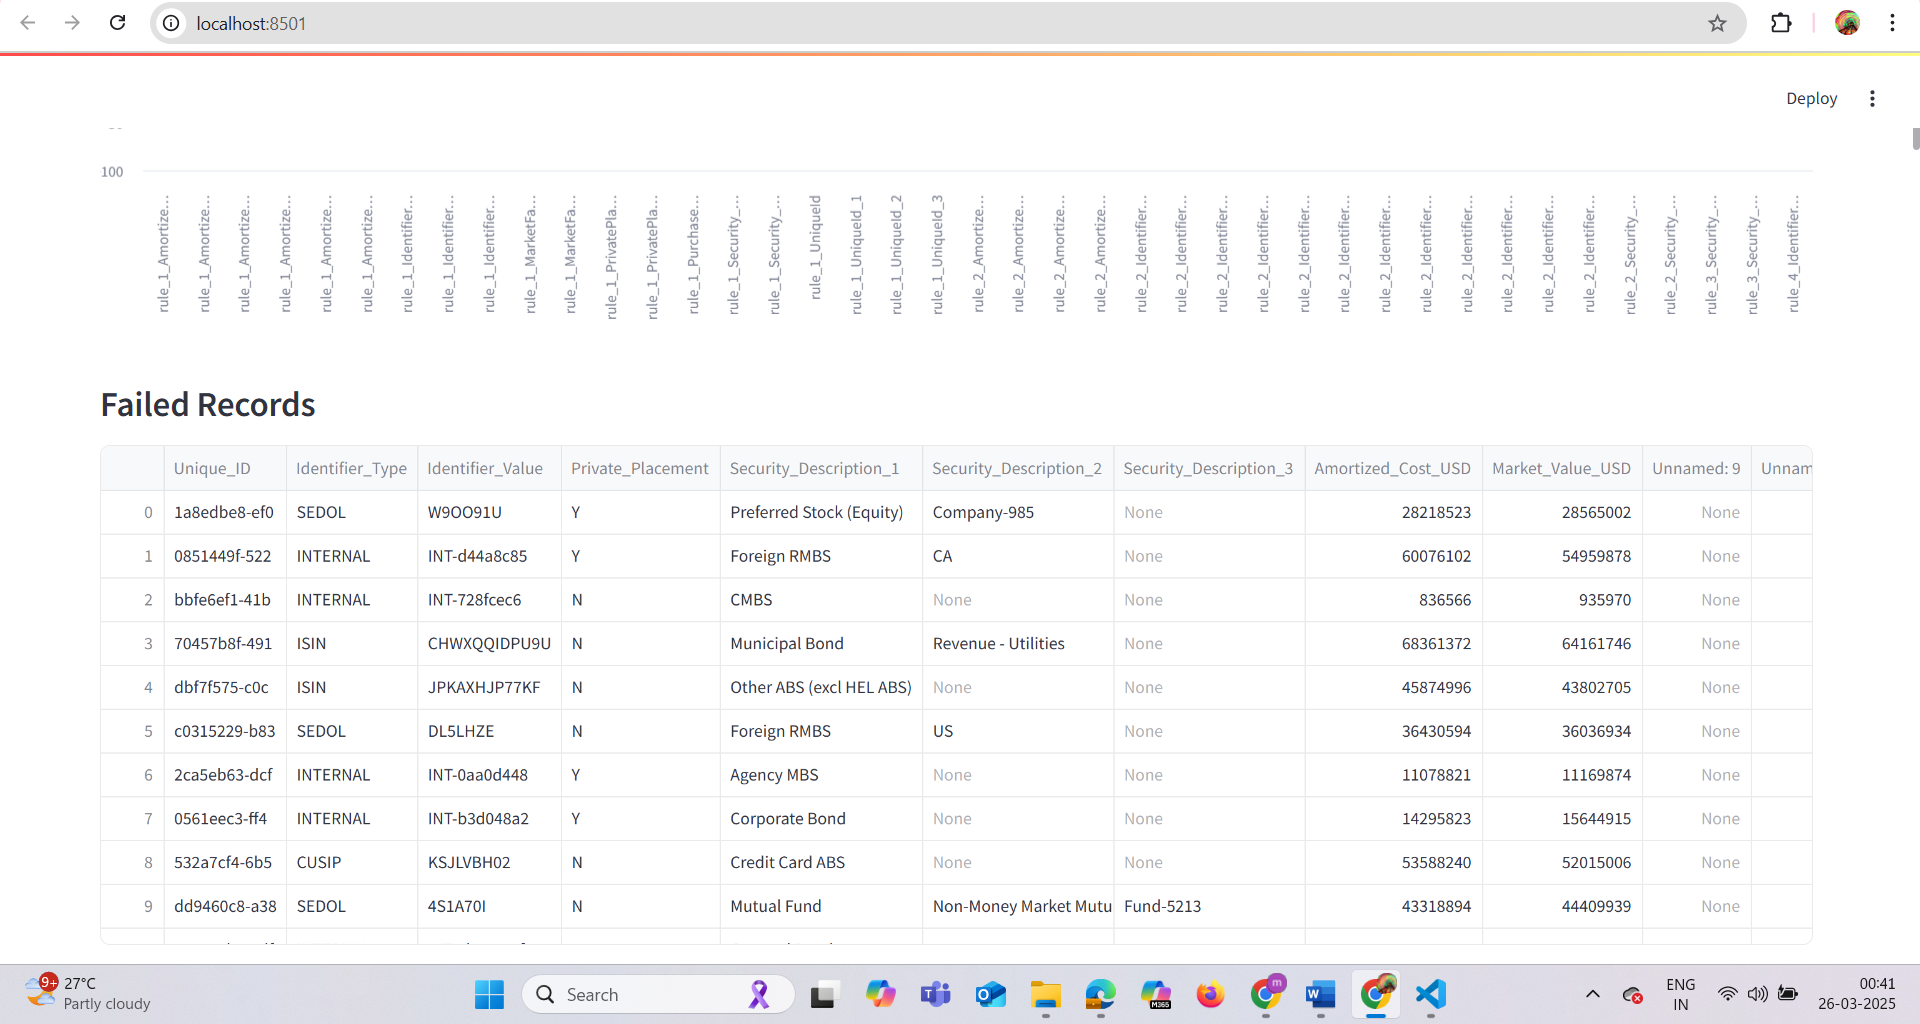 localhost:8501
Deploy
100
rule_1_Amortize...
rule_1_Amortize...
rule_1_Amortize...
rule_1_Amortize...
rule_1_Amortize...
rule_1_Amortize...
rule_1_Identifier...
rule_1_Identifier...
rule_1_Identifier...
rule_1_MarketFa...
rule_1_MarketFa...
rule_1_PrivatePla...
rule_1_PrivatePla...
rule_1_Purchase...
rule_1_Security_...
rule_1_Security_...
rule_1_UniqueId
rule_1_UniqueId_1
rule_1_UniqueId_2
rule_1_UniqueId_3
rule_2_Amortize...
rule_2_Amortize...
rule_2_Amortize...
rule_2_Amortize...
rule_2_Identifier...
rule_2_Identifier...
rule_2_Identifier...
rule_2_Identifier...
rule_2_Identifier...
rule_2_Identifier...
rule_2_Identifier...
rule_2_Identifier...
rule_2_Identifier...
rule_2_Identifier...
rule_2_Identifier...
rule_2_Identifier...
rule_2_Security_...
rule_2_Security_...
rule_3_Security_...
rule_3_Security_...
rule_4_Identifier...
Failed Records
Unique_ID Identifier_Type Identifier_Value Private_Placement Security_Description_1 Security_Description_2 Security_Description_3 Amortized_Cost_USD Market_Value_USD Unnamed: 9 Unnam
0 1a8edbe8-ef0 SEDOL W9OO91U Y Preferred Stock (Equity) Company-985 None 28218523 28565002 None
1 0851449f-522 INTERNAL INT-d44a8c85 Y Foreign RMBS CA None 60076102 54959878 None
2 bbfe6ef1-41b INTERNAL INT-728fcec6 N CMBS None None 836566 935970 None
3 70457b8f-491 ISIN CHWXQQIDPU9U N Municipal Bond Revenue - Utilities None 68361372 64161746 None
4 dbf7f575-c0c ISIN JPKAXHJP77KF N Other ABS (excl HEL ABS) None None 45874996 43802705 None
5 c0315229-b83 SEDOL DL5LHZE N Foreign RMBS US None 36430594 36036934 None
6 2ca5eb63-dcf INTERNAL INT-0aa0d448 Y Agency MBS None None 11078821 11169874 None
7 0561eec3-ff4 INTERNAL INT-b3d048a2 Y Corporate Bond None None 14295823 15644915 None
8 532a7cf4-6b5 CUSIP KSJLVBH02 N Credit Card ABS None None 53588240 52015006 None
9 dd9460c8-a38 SEDOL 4S1A70I N Mutual Fund Non-Money Market Mutu Fund-5213 43318894 44409939 None
9+
27°C
Partly cloudy
Search
M365
m
ENG
IN
00:41
26-03-2025